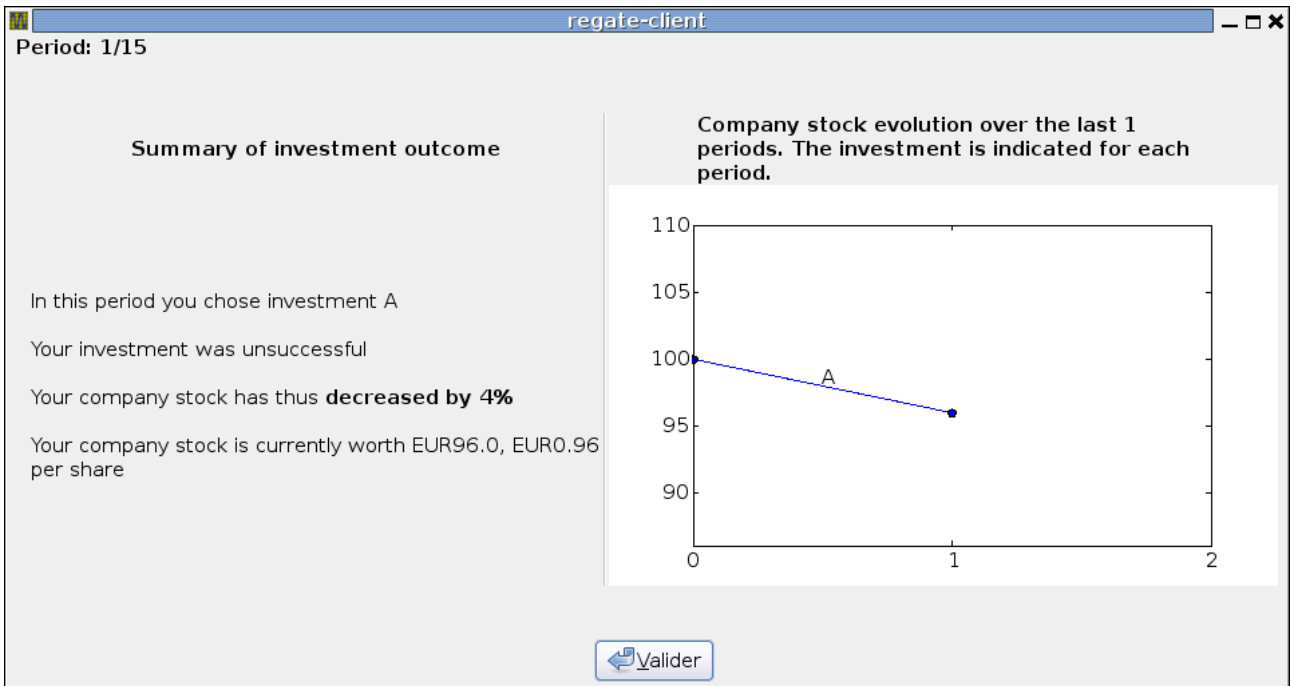 regate-client
Period: 1/15
Summary of investment outcome
In this period you chose investment A
Your investment was unsuccessful
Your company stock has thus decreased by 4%
Your company stock is currently worth EUR96.0, EUR0.96
per share
Company stock evolution over the last 1
periods. The investment is indicated for each
period.
110
105
100
95
90
A
0 1 2
Valider